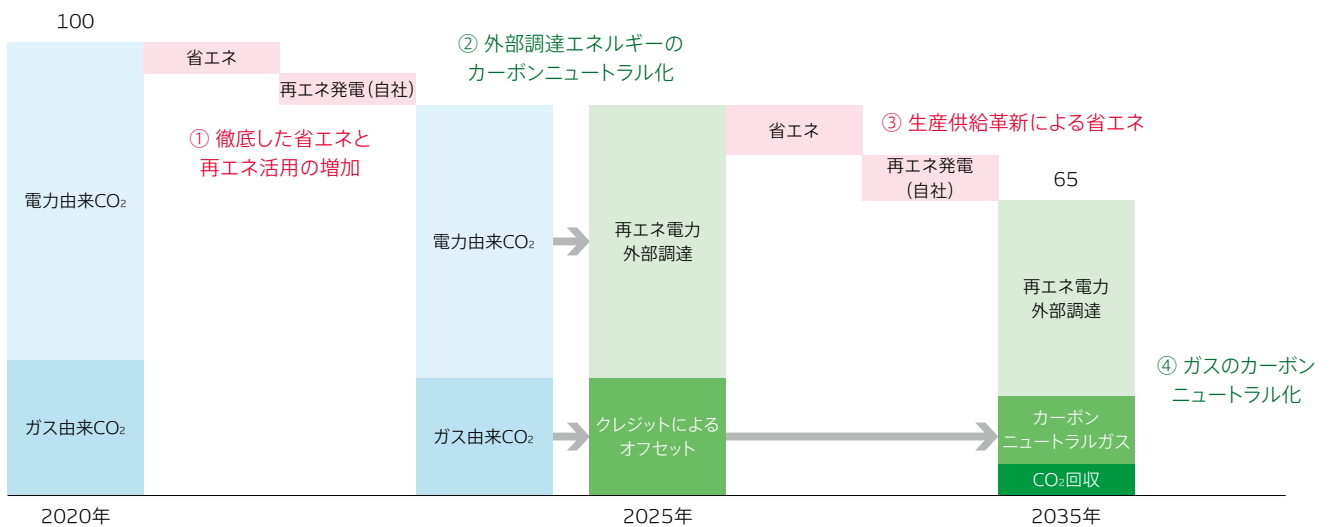 100
省エネ
再エネ発電(自社)
① 徹底した省エネと
再エネ活用の増加
電力由来CO₂
ガス由来CO₂
② 外部調達エネルギーの
カーボンニュートラル化
電力由来CO₂
ガス由来CO₂
再エネ電力
外部調達
クレジットによる
オフセット
省エネ
③ 生産供給革新による省エネ
再エネ発電
(自社)
65
再エネ電力
外部調達
カーボン
ニュートラルガス
CO₂回収
④ ガスのカーボン
ニュートラル化
2020年
2025年
2035年